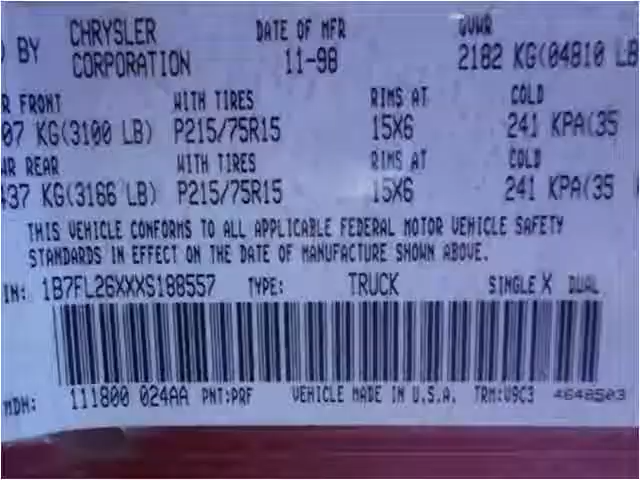 ) BY CHRYSLER CORPORATION DATE OF MFR 11-98 GVWR 2182 KG(04810 LB
R FRONT WITH TIRES RIMS AT COLD
07 KG(3100 LB) P215/75R15 15X6 241 KPA(35
WR REAR WITH TIRES RIMS AT COLD
437 KG(3166 LB) P215/75R15 15X6 241 KPA(35
THIS VEHICLE CONFORMS TO ALL APPLICABLE FEDERAL MOTOR VEHICLE SAFETY
STANDARDS IN EFFECT ON THE DATE OF MANUFACTURE SHOWN ABOVE.
IN: 1B7FL26XXXS188557 TYPE: TRUCK SINGLE X DUAL
MDH: 111800 024AA PNT:PRF VEHICLE MADE IN U.S.A. TRM:U9C3 4648503